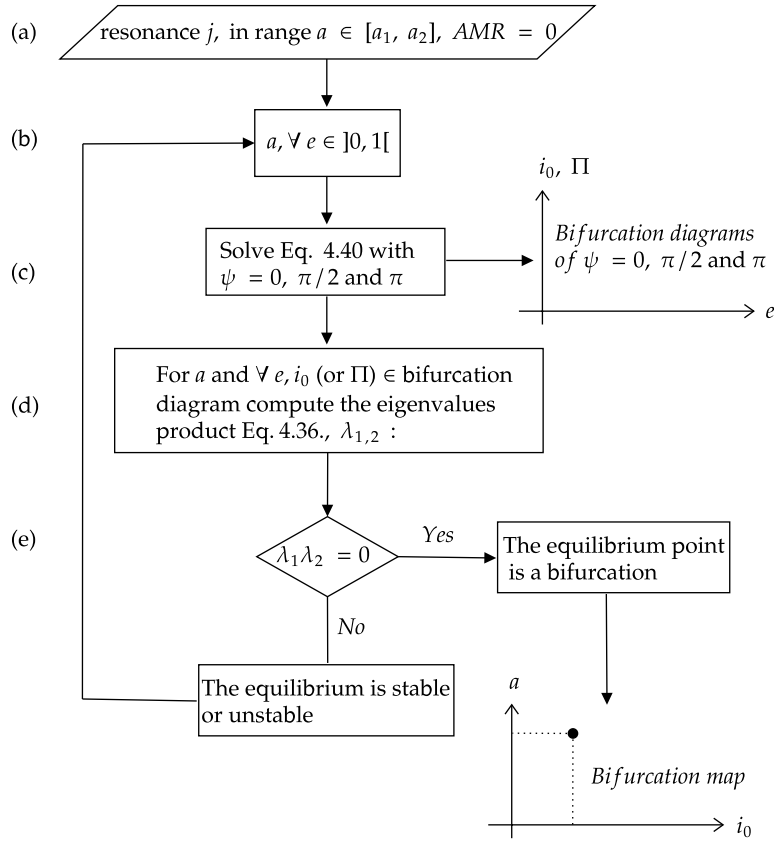 (a)
resonance j, in range a ∈ [a₁, a₂], AMR = 0
(b)
a, ∀ e ∈ ]0, 1[
i₀, Π
(c)
Solve Eq. 4.40 with
ψ = 0, π/2 and π
Bifurcation diagrams
of ψ = 0, π/2 and π
e
(d)
For a and ∀ e, i₀ (or Π) ∈ bifurcation
diagram compute the eigenvalues
product Eq. 4.36., λ₁,₂ :
(e)
λ₁λ₂ = 0
Yes
The equilibrium point
is a bifurcation
No
The equilibrium is stable
or unstable
a
Bifurcation map
i₀